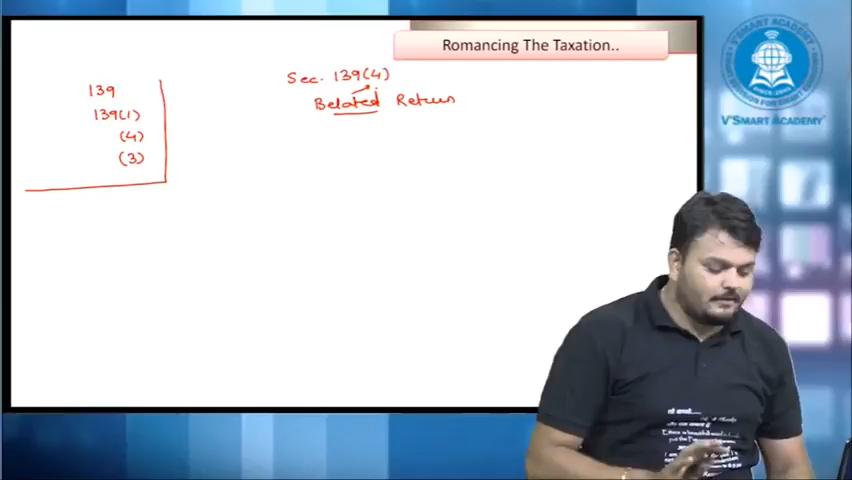 Romancing The Taxation..
V'SMART ACADEMY
139
139(1)
(4)
(3)
Sec. 139(4)
Belated Return